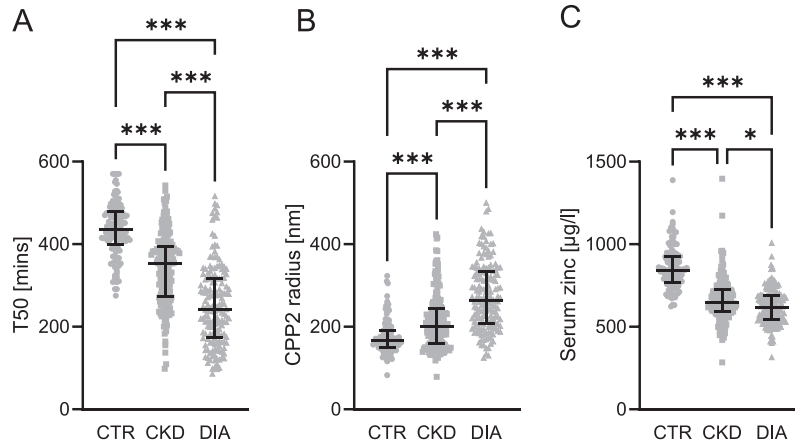 A
***
***
***
T50 [mins]
600
400
200
0
CTR CKD DIA
B
***
***
***
CPP2 radius [nm]
600
400
200
0
CTR CKD DIA
C
***
*** *
Serum zinc [µg/l]
1500
1000
500
0
CTR CKD DIA